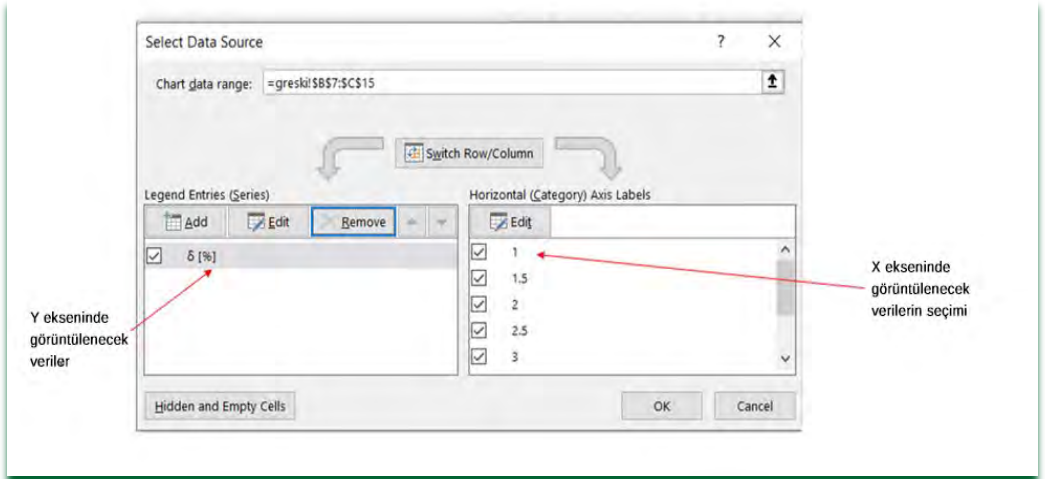 Select Data Source ? ×
Chart data range: =greski!$B$7:$C$15
Switch Row/Column
Legend Entries (Series)
Add Edit Remove
δ [%]
Horizontal (Category) Axis Labels
Edit
1
1.5
2
2.5
3
Y ekseninde
görüntülenecek
veriler
X ekseninde
görüntülenecek
verilerin seçimi
Hidden and Empty Cells
OK Cancel